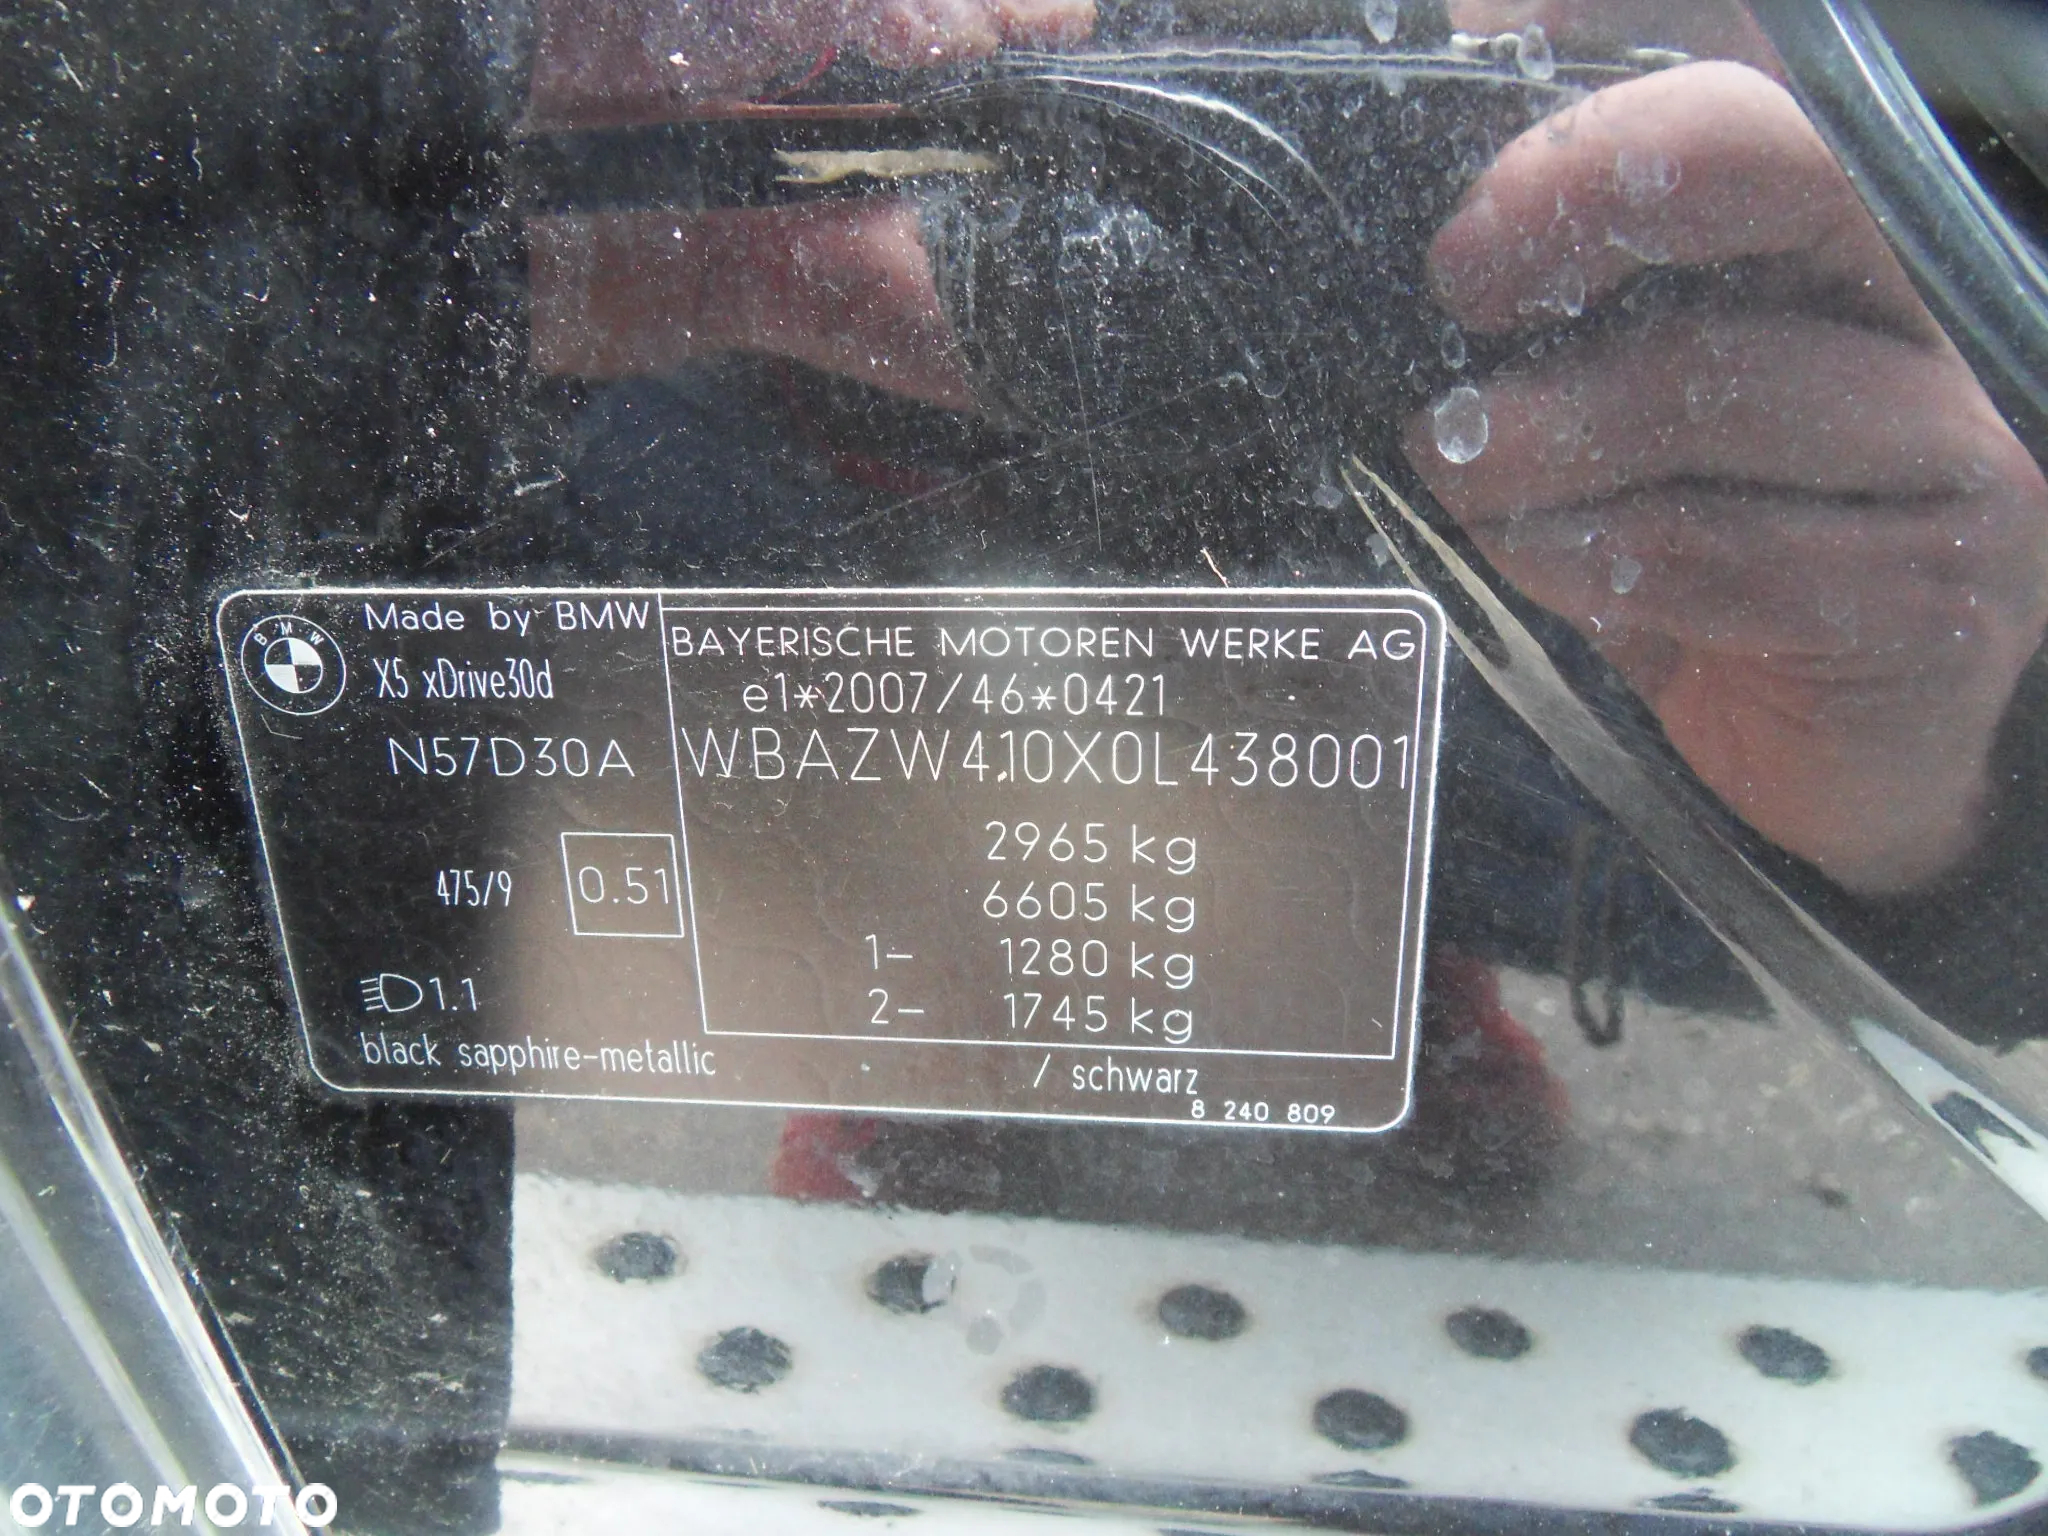 BMW
Made by BMW
X5 xDrive30d
N57D30A
475/9
0.51
1.1
black sapphire-metallic / schwarz
8 240 809
BAYERISCHE MOTOREN WERKE AG
e1*2007/46*0421
WBAZW410X0L438001
2965 kg
6605 kg
1- 1280 kg
2- 1745 kg
OTOMOTO